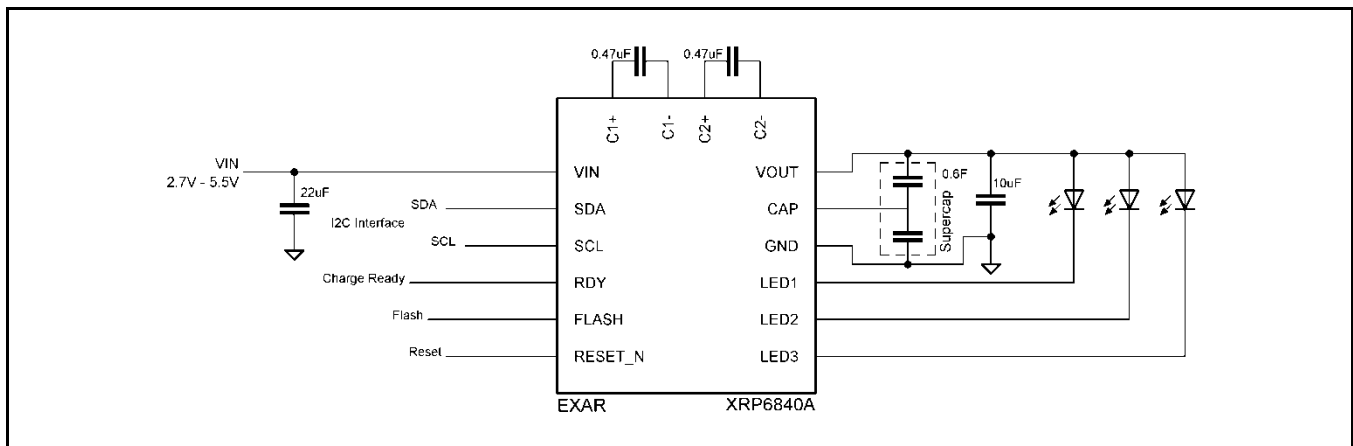 0.47uF
0.47uF
C1+
C1-
C2+
C2-
VIN
2.7V - 5.5V
22uF
SDA
I2C Interface
SCL
Charge Ready
Flash
Reset
VIN
SDA
SCL
RDY
FLASH
RESET_N
VOUT
CAP
GND
LED1
LED2
LED3
0.6F
Supercap
10uF
EXAR
XRP6840A